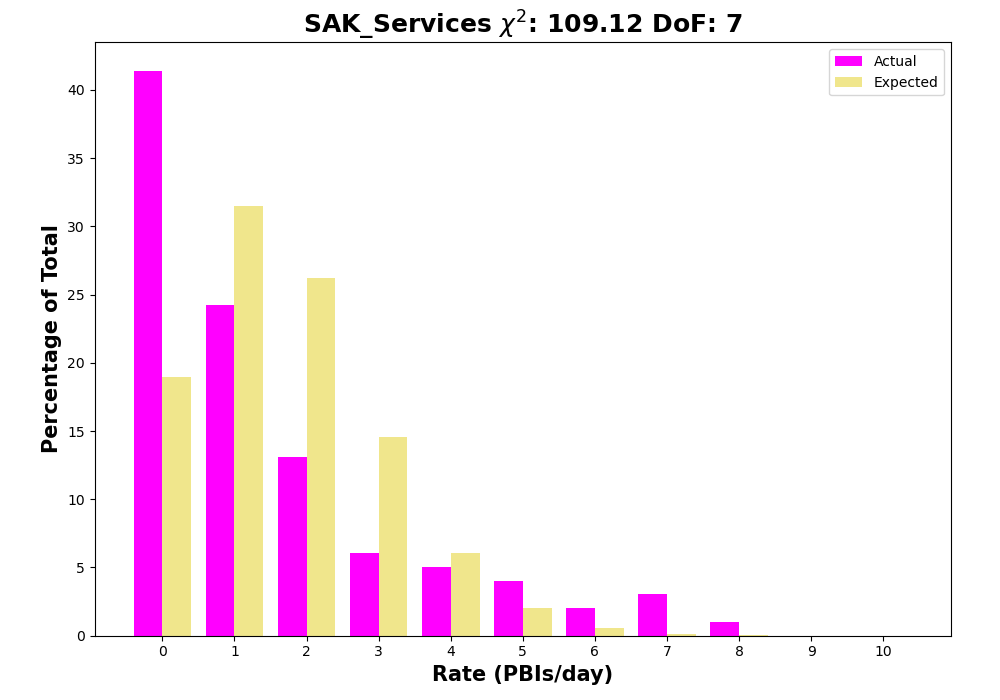 SAK_Services χ²: 109.12 DoF: 7
Actual
Expected
Percentage of Total
40
35
30
25
20
15
10
5
0
0 1 2 3 4 5 6 7 8 9 10
Rate (PBIs/day)